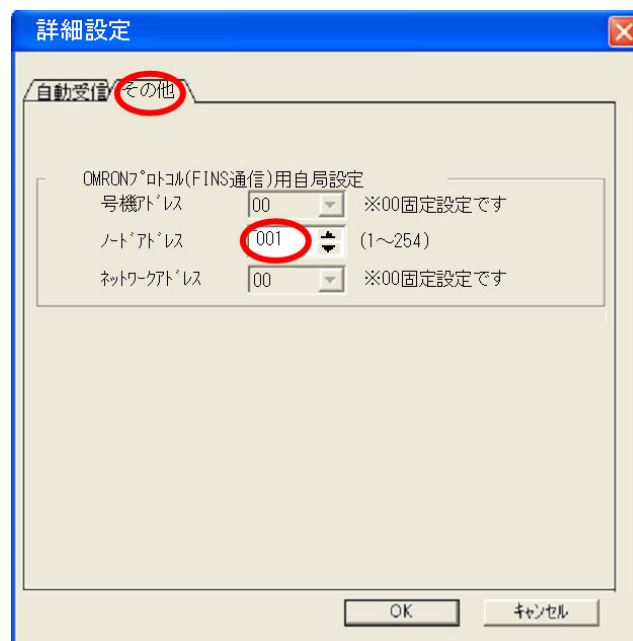 詳細設定
自動受信 その他
OMRONﾌﾟﾛﾄｺﾙ(FINS通信)用自局設定
号機ｱﾄﾞﾚｽ 00 ※00固定設定です
ﾉｰﾄﾞｱﾄﾞﾚｽ 001 (1～254)
ﾈｯﾄﾜｰｸｱﾄﾞﾚｽ 00 ※00固定設定です
OK ｷｬﾝｾﾙ